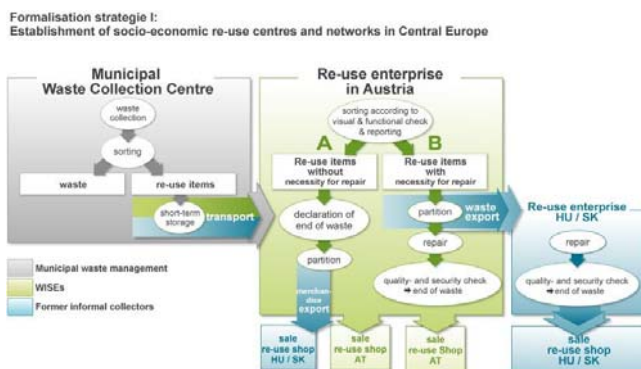 Formalisation strategie I:
Establishment of socio-economic re-use centres and networks in Central Europe
Municipal
Waste Collection Centre
waste
collection
sorting
waste
re-use items
short-term
storage
transport
Re-use enterprise
in Austria
sorting according to
visual & functional check
& reporting
A
B
Re-use items
without
necessity for repair
Re-use items
with
necessity for repair
declaration of
end of waste
partition
merchan-
dise
export
partition
waste
export
repair
quality- and security check
➔ end of waste
Re-use enterprise
HU / SK
repair
quality- and security check
➔ end of waste
Municipal waste management
WISEs
Former informal collectors
sale
re-use shop
HU / SK
sale
re-use shop
AT
sale
re-use Shop
AT
sale
re-use shop
HU / SK